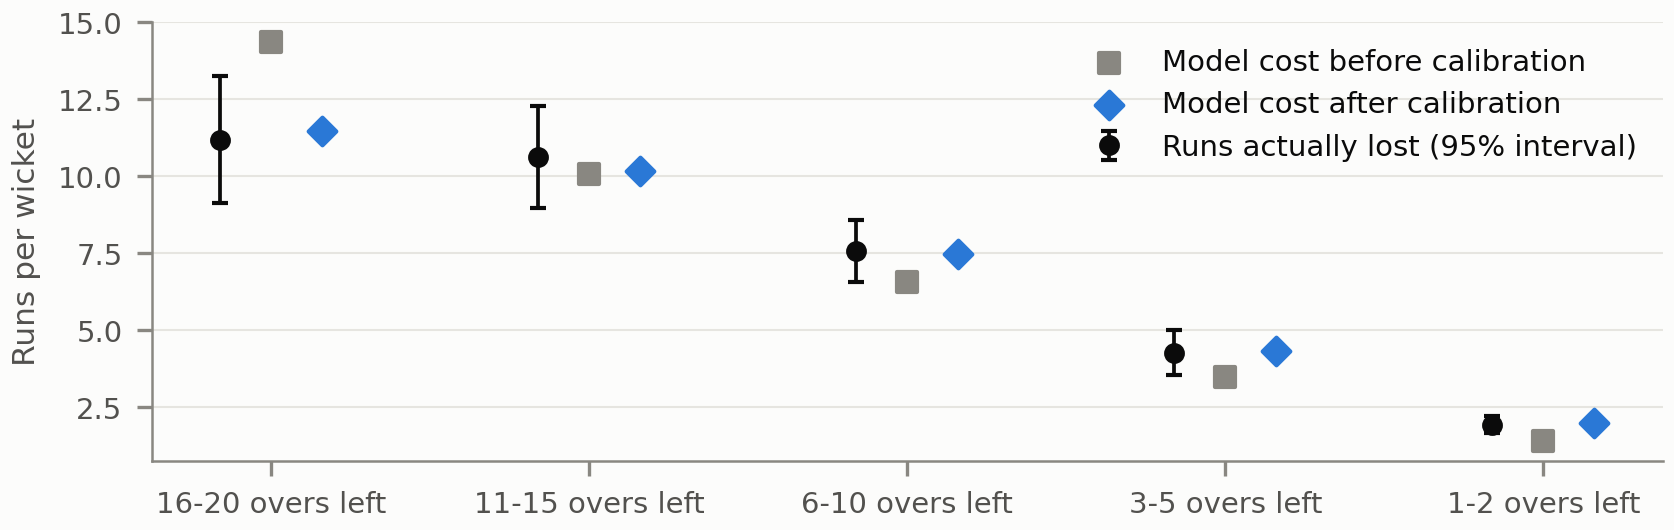 15.0
12.5
10.0
7.5
5.0
2.5
Runs per wicket
Model cost before calibration
Model cost after calibration
Runs actually lost (95% interval)
16-20 overs left
11-15 overs left
6-10 overs left
3-5 overs left
1-2 overs left